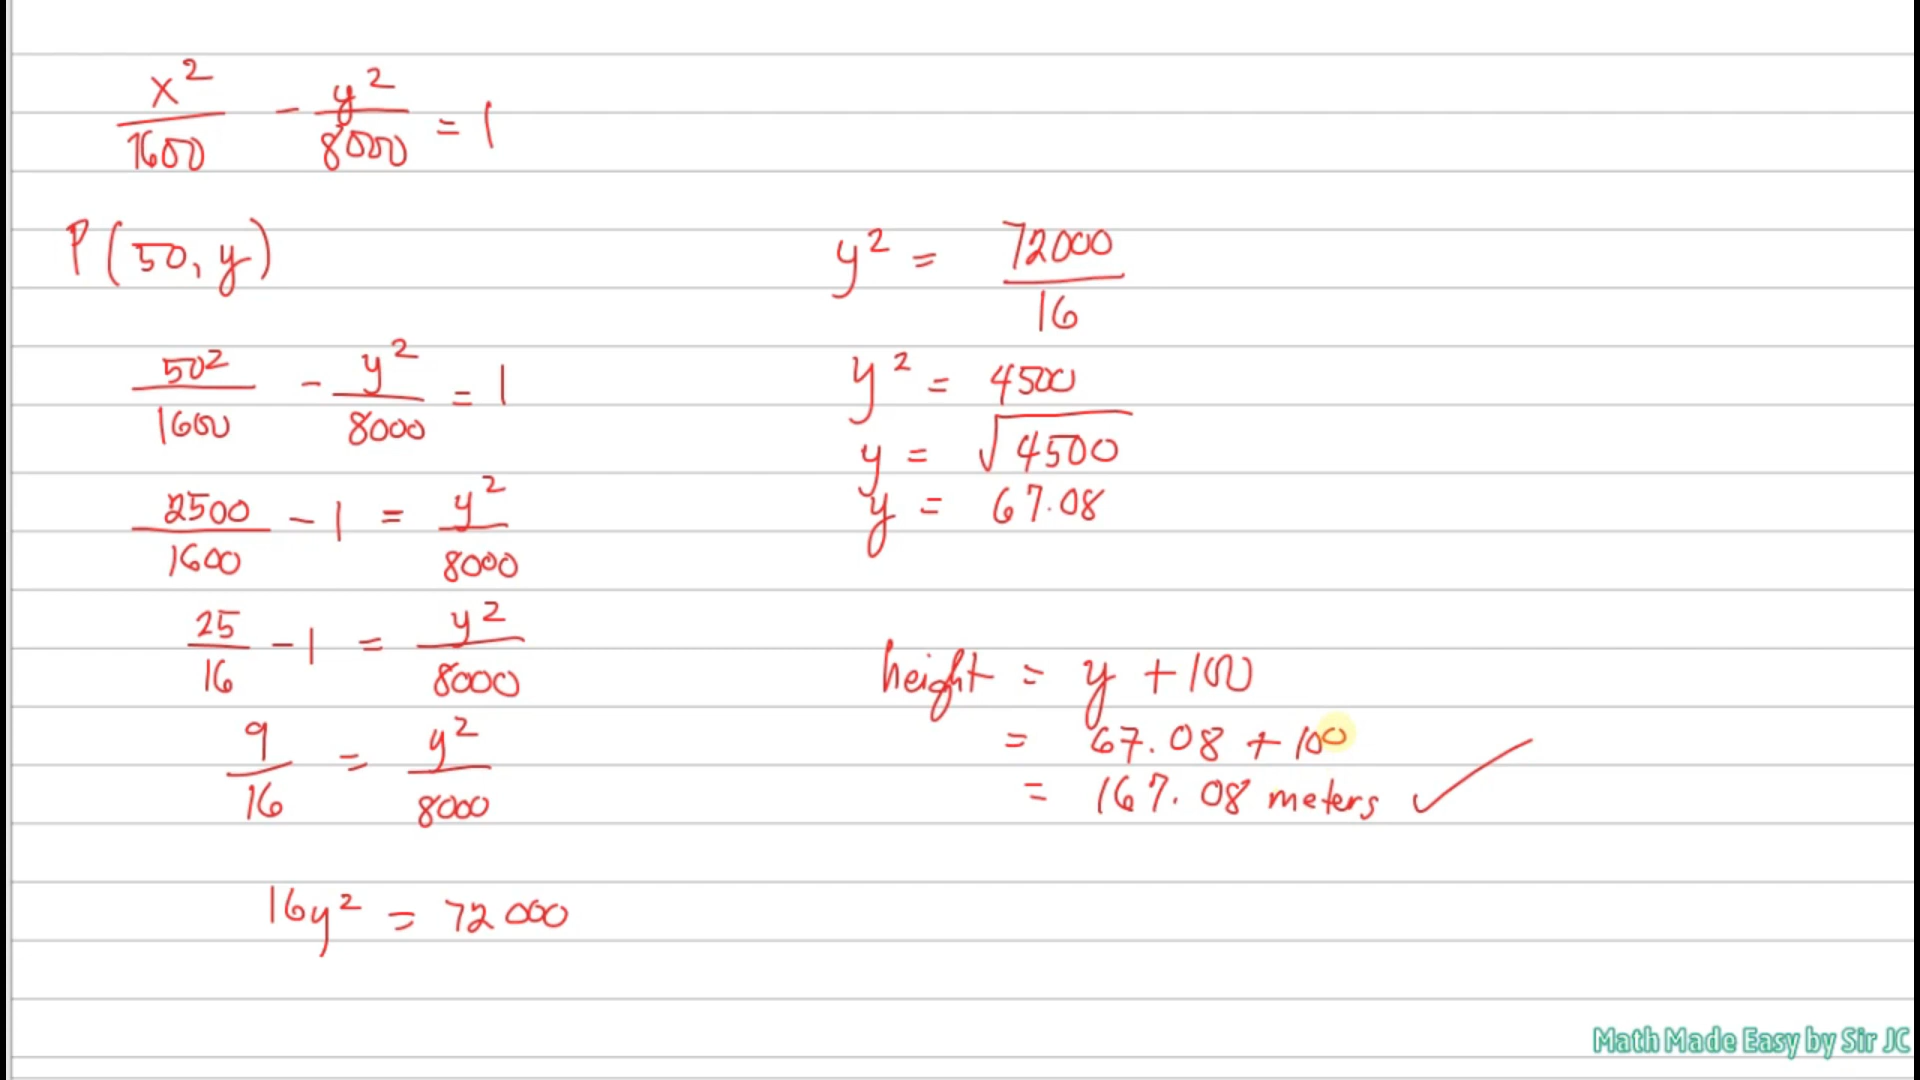 x²/1600 - y²/8000 = 1
P(50, y)
50²/1600 - y²/8000 = 1
2500/1600 - 1 = y²/8000
25/16 - 1 = y²/8000
9/16 = y²/8000
16y² = 72000
y² = 72000/16
y² = 4500
y = √4500
y = 67.08
height = y + 100
= 67.08 + 100
= 167.08 meters ✓
Math Made Easy by Sir JC